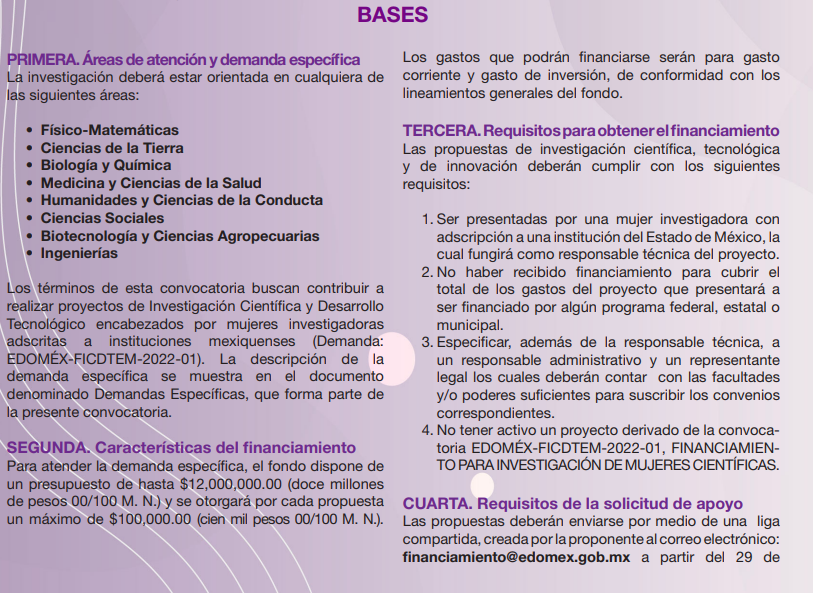 BASES
PRIMERA. Áreas de atención y demanda específica
La investigación deberá estar orientada en cualquiera de
las siguientes áreas:
• Físico-Matemáticas
• Ciencias de la Tierra
• Biología y Química
• Medicina y Ciencias de la Salud
• Humanidades y Ciencias de la Conducta
• Ciencias Sociales
• Biotecnología y Ciencias Agropecuarias
• Ingenierías
Los términos de esta convocatoria buscan contribuir a
realizar proyectos de Investigación Científica y Desarrollo
Tecnológico encabezados por mujeres investigadoras
adscritas a instituciones mexiquenses (Demanda:
EDOMÉX-FICDTEM-2022-01). La descripción de la
demanda específica se muestra en el documento
denominado Demandas Específicas, que forma parte de
la presente convocatoria.
SEGUNDA. Características del financiamiento
Para atender la demanda específica, el fondo dispone de
un presupuesto de hasta $12,000,000.00 (doce millones
de pesos 00/100 M. N.) y se otorgará por cada propuesta
un máximo de $100,000.00 (cien mil pesos 00/100 M. N.).
Los gastos que podrán financiarse serán para gasto
corriente y gasto de inversión, de conformidad con los
lineamientos generales del fondo.
TERCERA. Requisitos para obtener el financiamiento
Las propuestas de investigación científica, tecnológica
y de innovación deberán cumplir con los siguientes
requisitos:
1. Ser presentadas por una mujer investigadora con
adscripción a una institución del Estado de México, la
cual fungirá como responsable técnica del proyecto.
2. No haber recibido financiamiento para cubrir el
total de los gastos del proyecto que presentará a
ser financiado por algún programa federal, estatal o
municipal.
3. Especificar, además de la responsable técnica, a
un responsable administrativo y un representante
legal los cuales deberán contar con las facultades
y/o poderes suficientes para suscribir los convenios
correspondientes.
4. No tener activo un proyecto derivado de la convoca-
toria EDOMÉX-FICDTEM-2022-01, FINANCIAMIEN-
TO PARA INVESTIGACIÓN DE MUJERES CIENTÍFICAS.
CUARTA. Requisitos de la solicitud de apoyo
Las propuestas deberán enviarse por medio de una liga
compartida, creada por la proponente al correo electrónico:
financiamiento@edomex.gob.mx a partir del 29 de